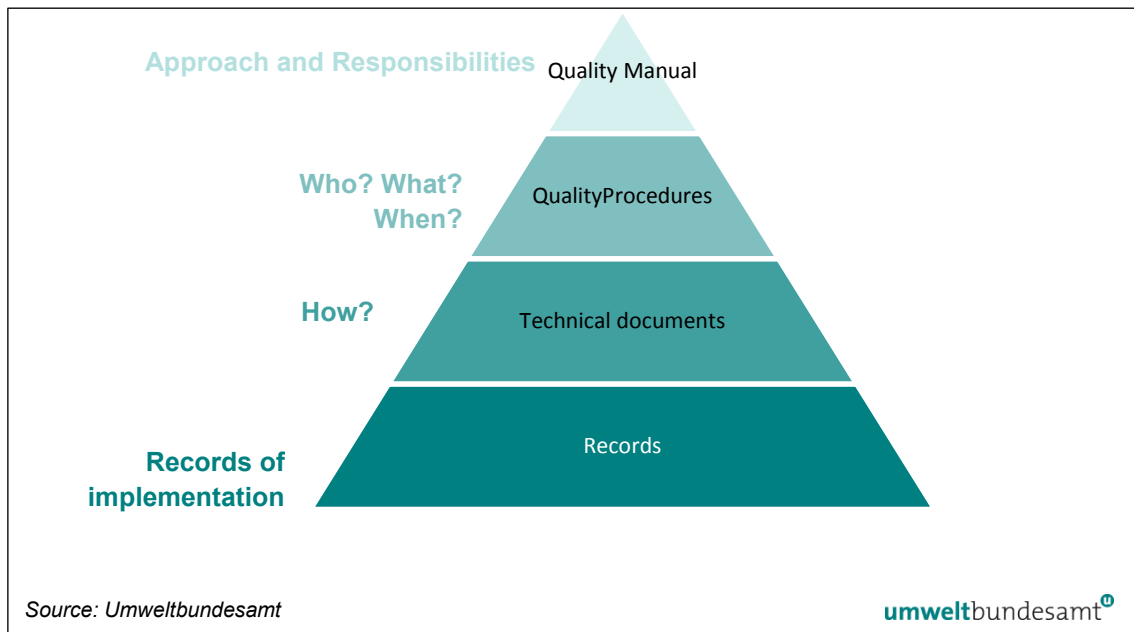 Approach and Responsibilities
Quality Manual
Who? What?
When?
QualityProcedures
How?
Technical documents
Records
Records of
implementation
Source: Umweltbundesamt
umweltbundesamt u